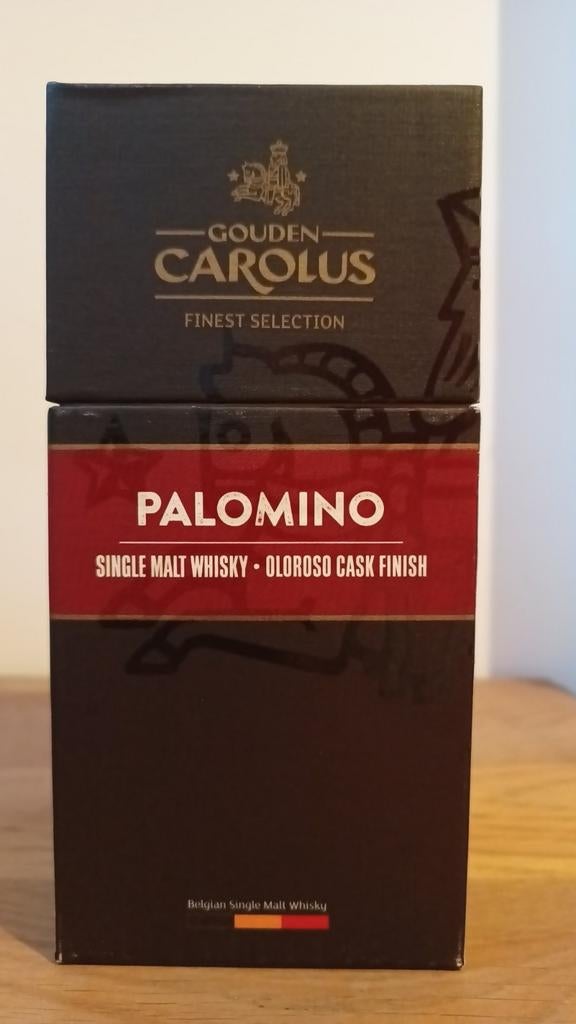 GOUDEN
CAROLUS
FINEST SELECTION
PALOMINO
SINGLE MALT WHISKY • OLOROSO CASK FINISH
Belgian Single Malt Whisky